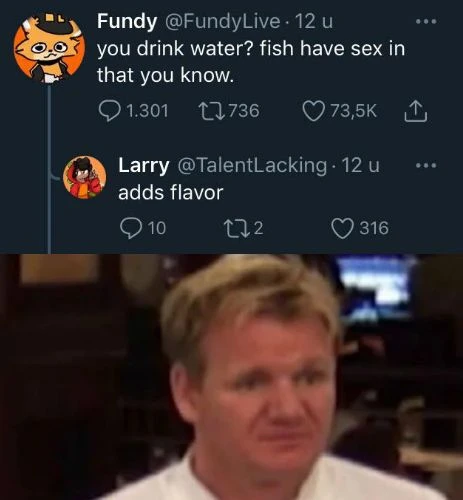 Fundy @FundyLive · 12 u
you drink water? fish have sex in
that you know.
1.301 736 73,5K
Larry @TalentLacking · 12 u
adds flavor
10 2 316